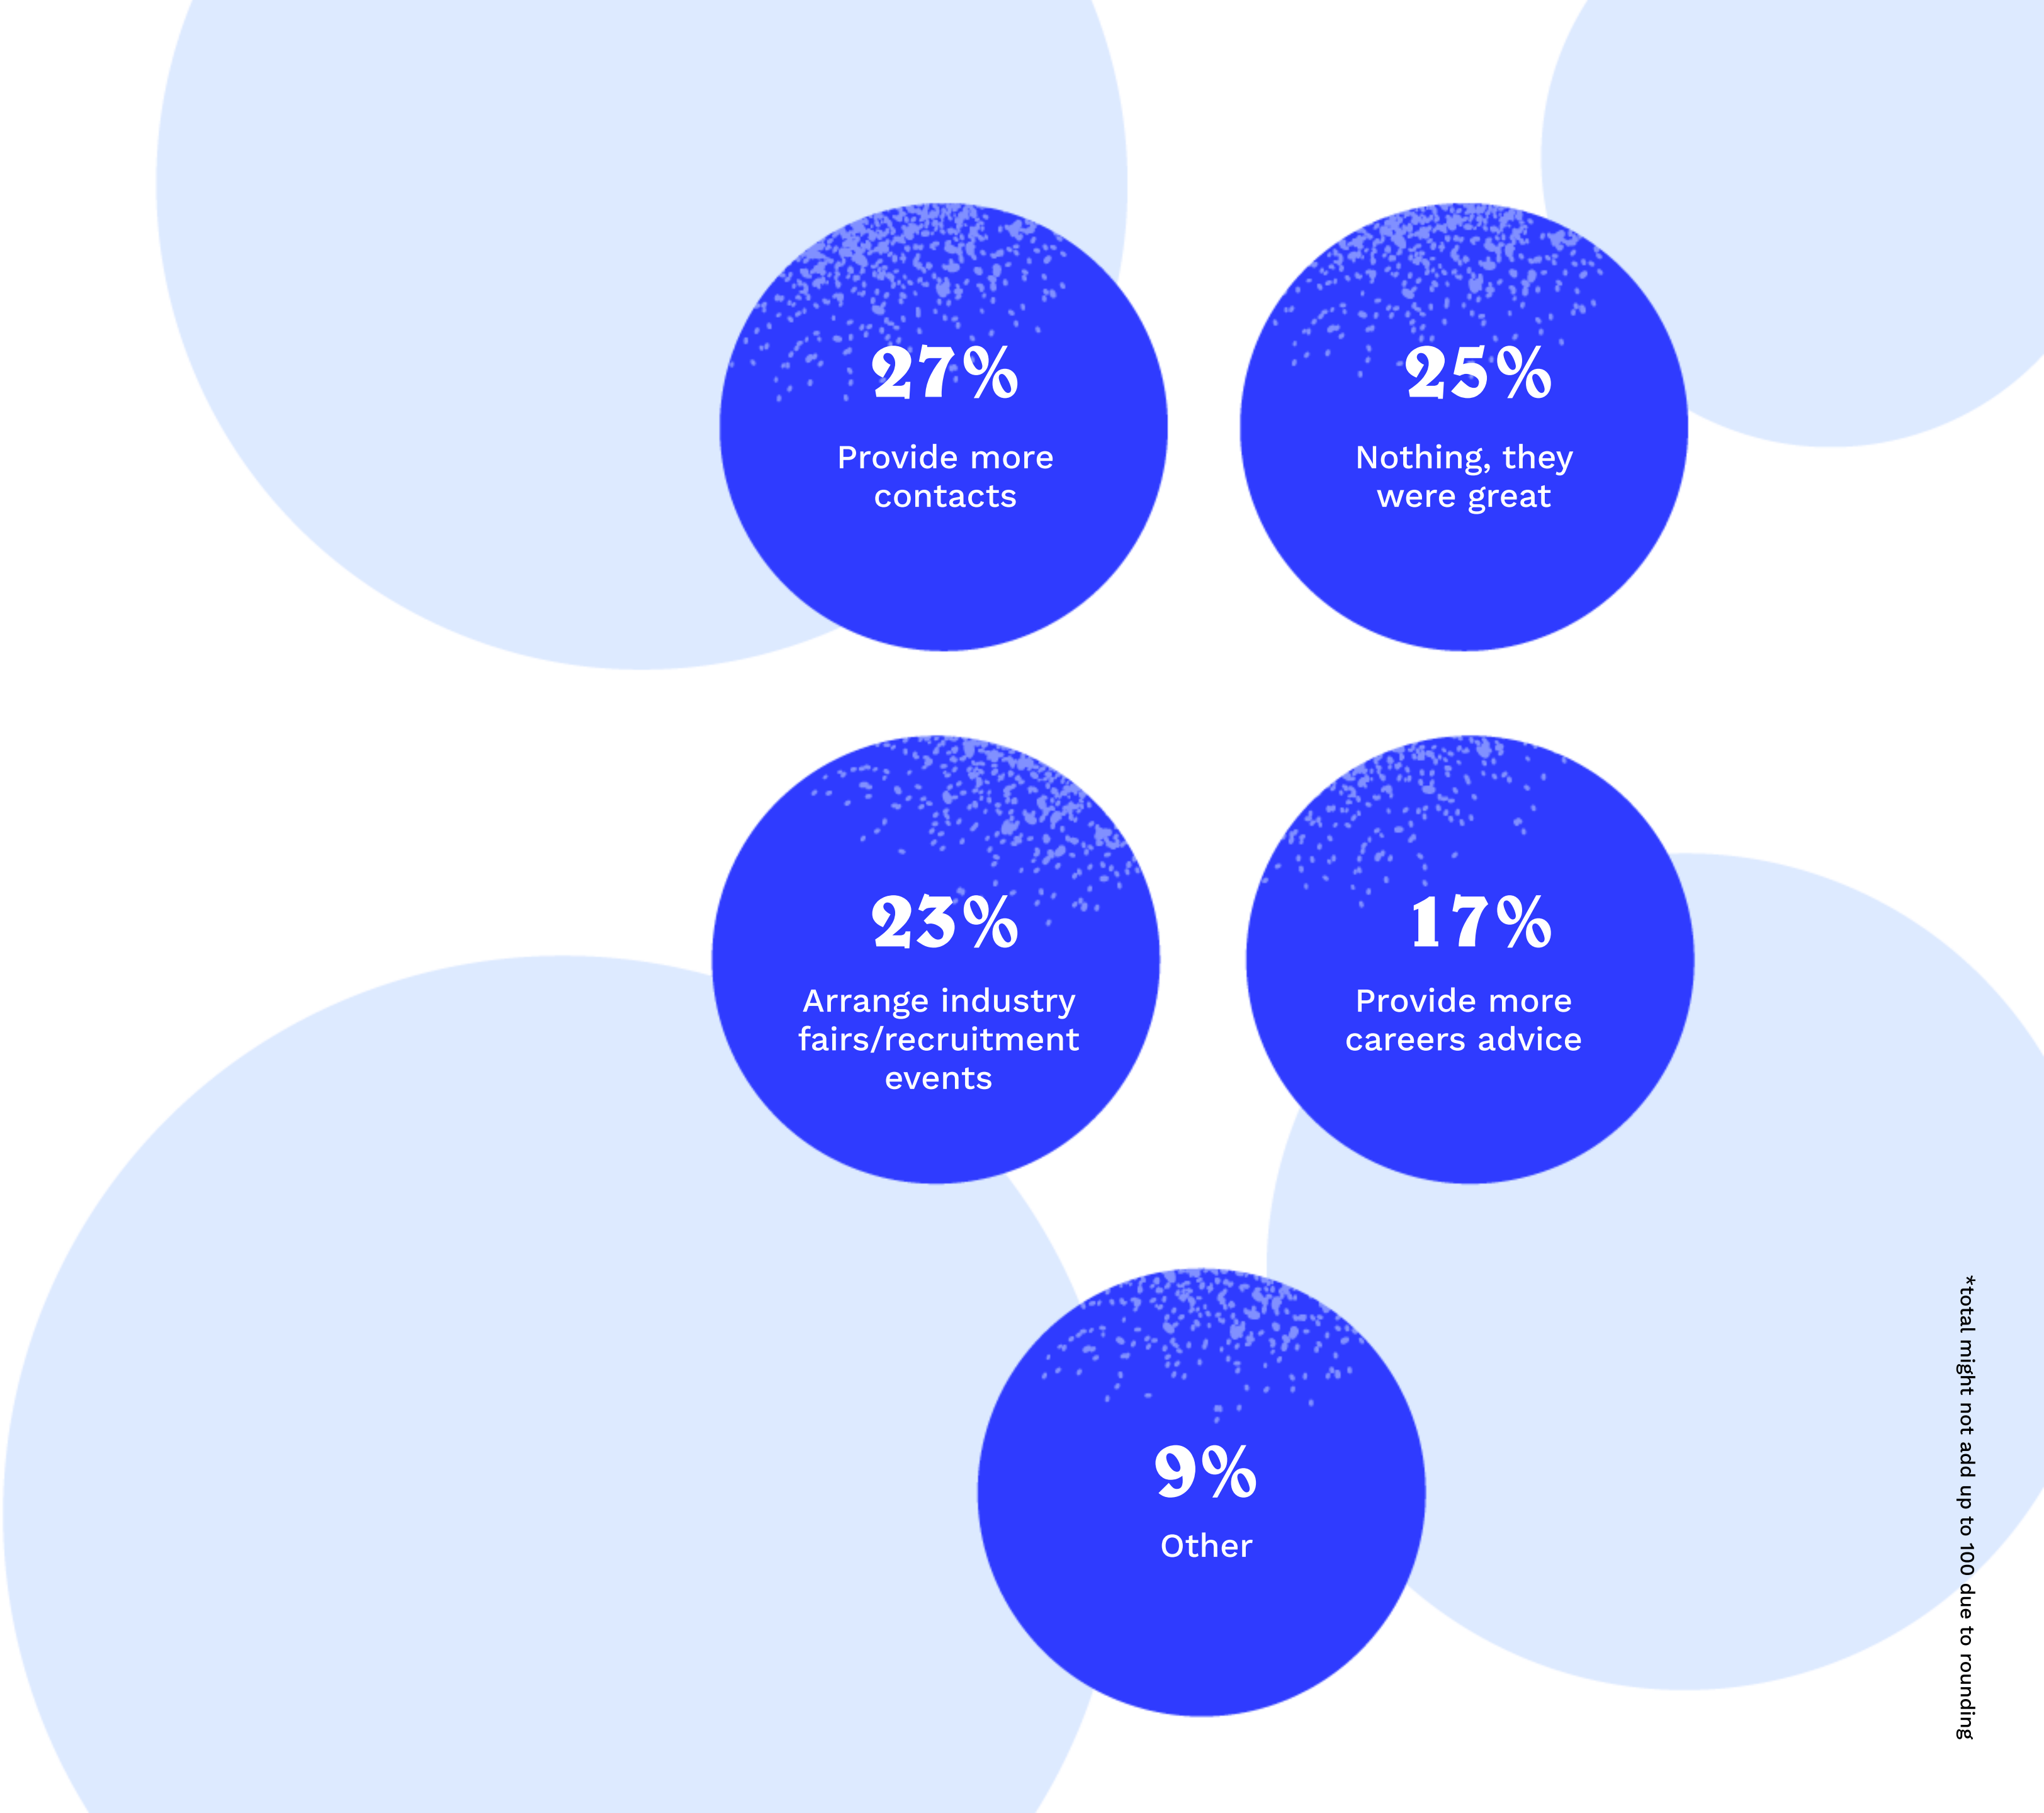 27%
Provide more
contacts
25%
Nothing, they
were great
23%
Arrange industry
fairs/recruitment
events
17%
Provide more
careers advice
9%
Other
*total might not add up to 100 due to rounding